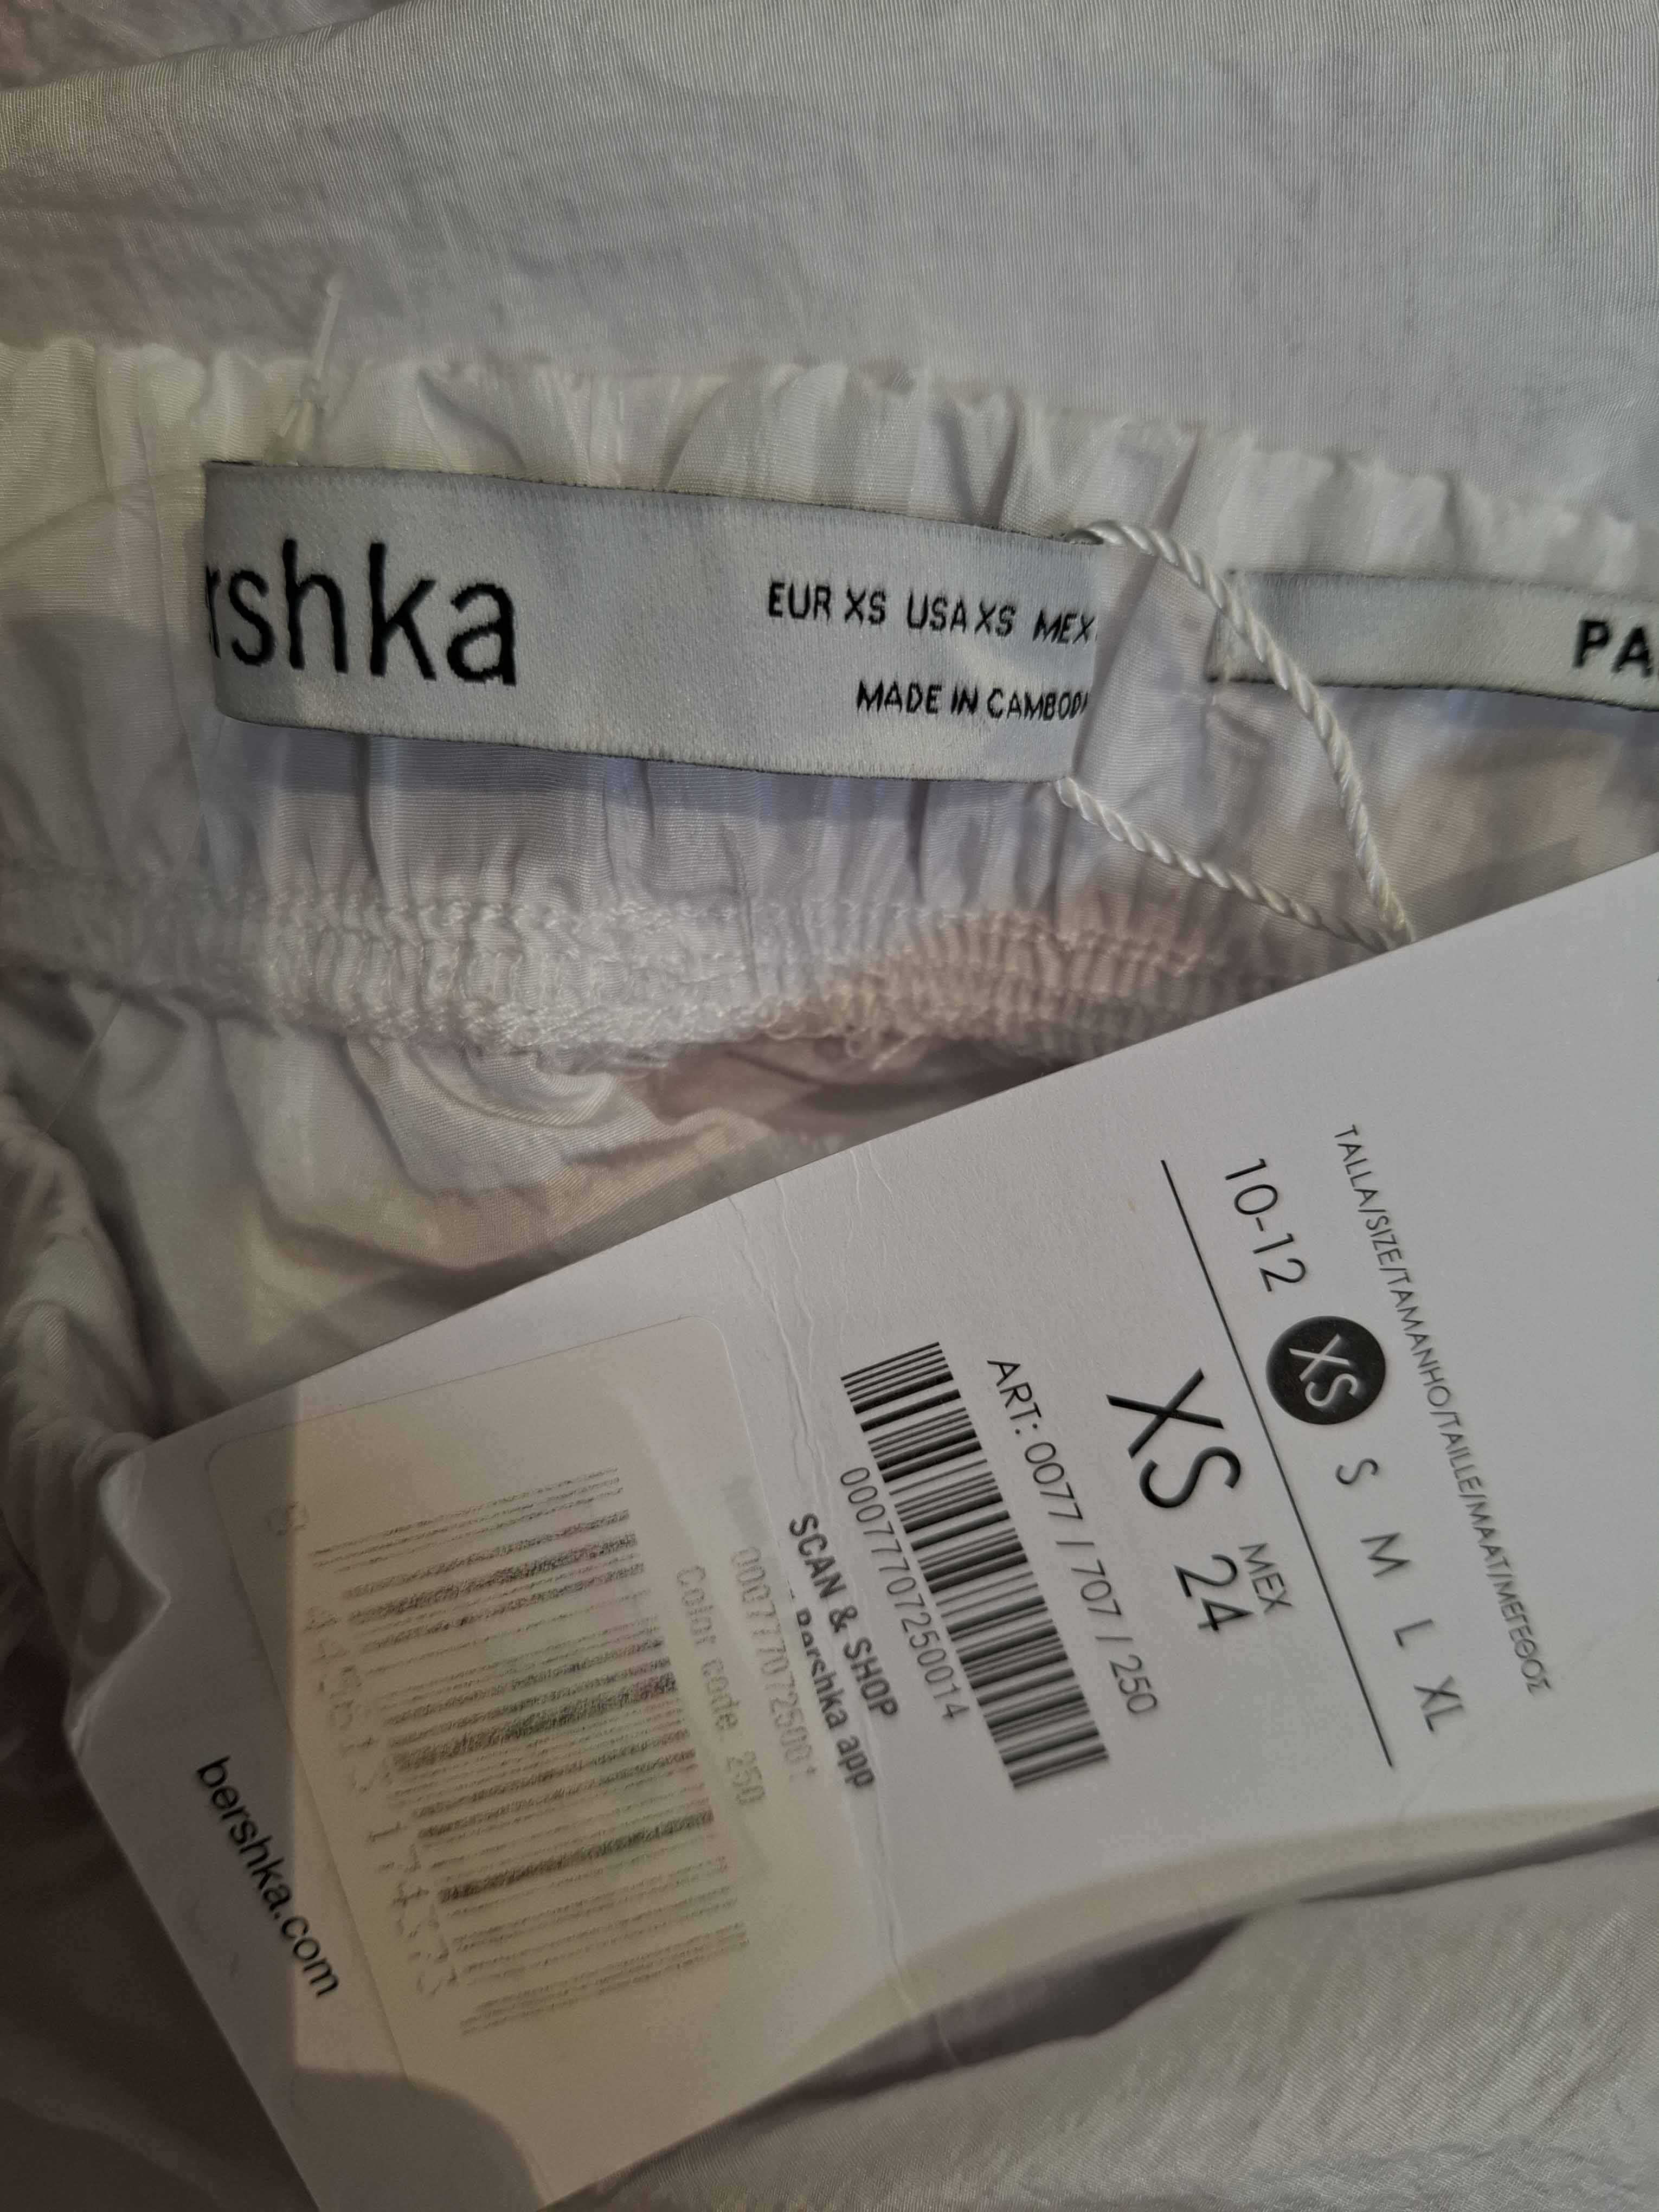 rshka
EUR XS USA XS MEX
MADE IN CAMBODI
PA
TALLA/SIZE/TAMANHO/TAILLE/MAAT/ΜΕΓΕΘΟΣ
10-12 XS S M L XL
MEX
XS 24
ART: 0077 / 707 / 250
00077707250014
SCAN & SHOP
Bershka app
Color code. 250
bershka.com